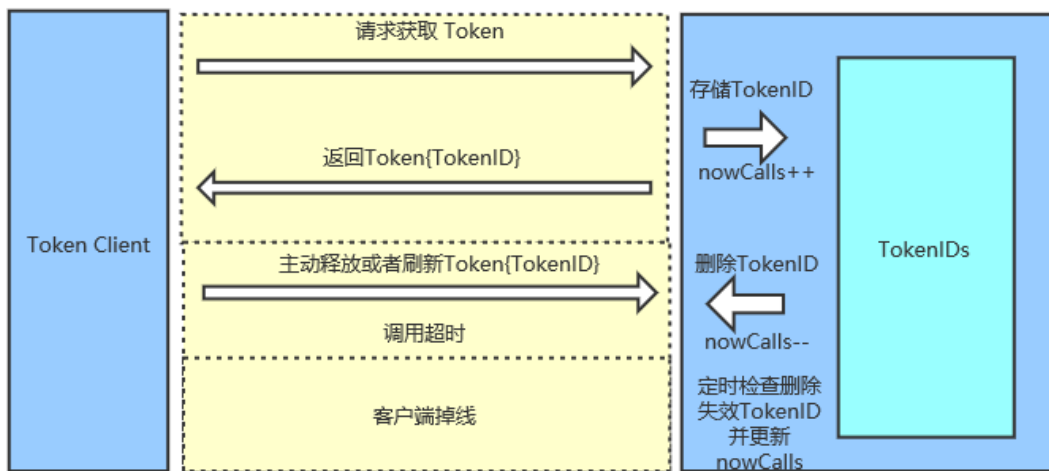 请求获取 Token
存储TokenID
返回Token{TokenID}
nowCalls++
Token Client
TokenIDs
主动释放或者刷新Token{TokenID}
删除TokenID
调用超时
nowCalls--
定时检查删除
失效TokenID
并更新
nowCalls
客户端掉线